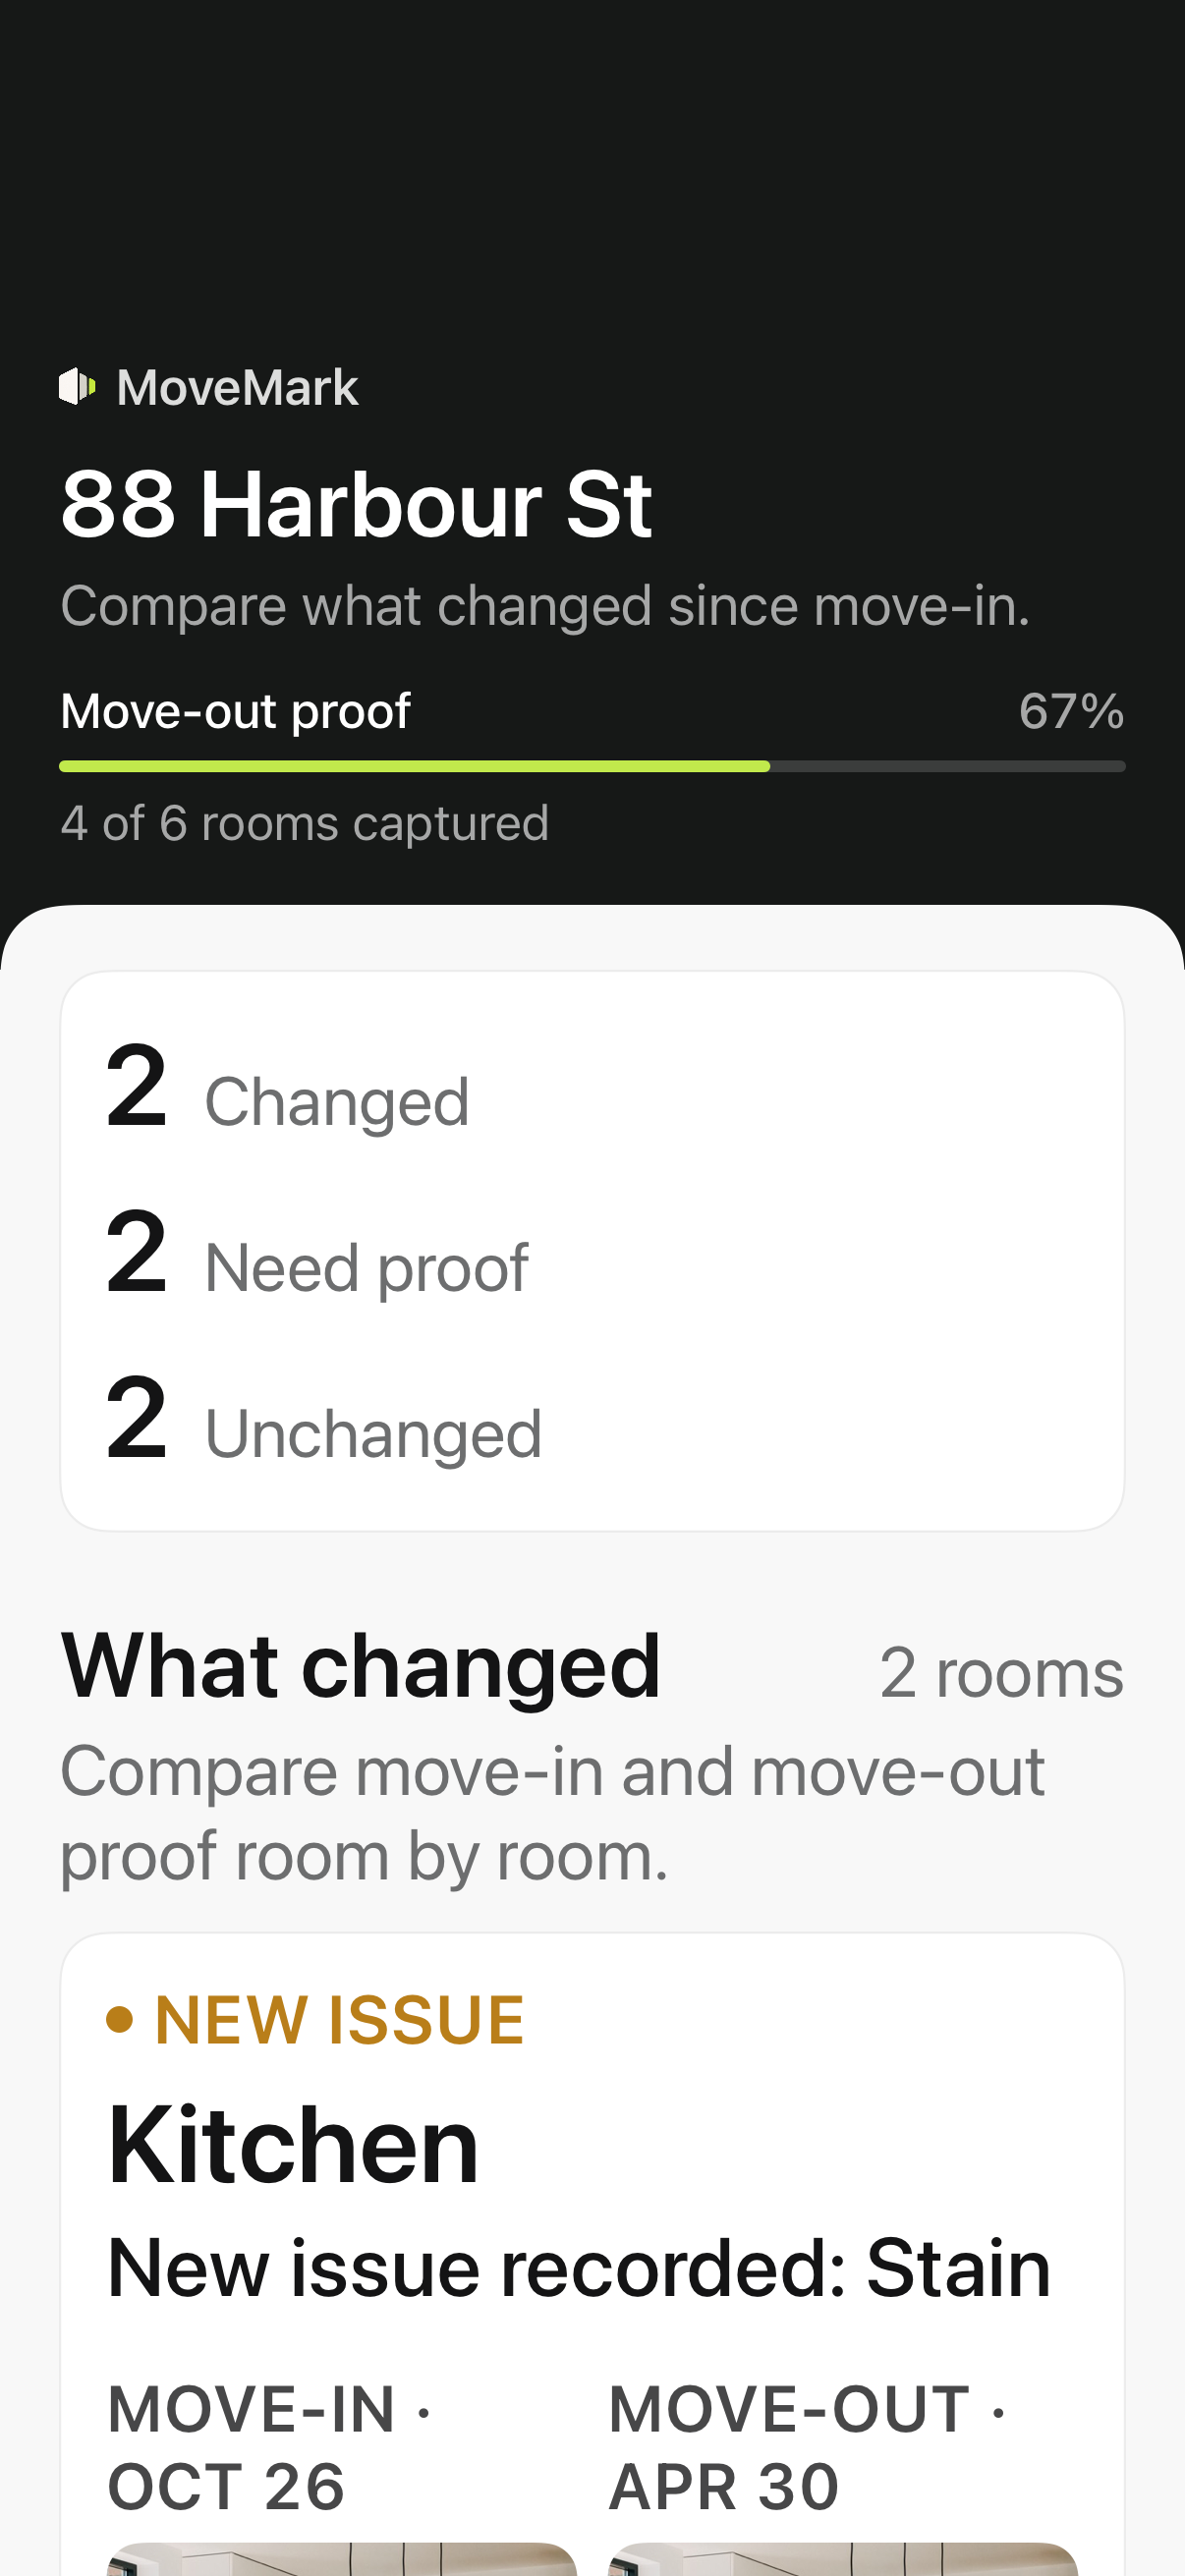 MoveMark
88 Harbour St
Compare what changed since move-in.
Move-out proof 67%
4 of 6 rooms captured
2 Changed
2 Need proof
2 Unchanged
What changed 2 rooms
Compare move-in and move-out
proof room by room.
NEW ISSUE
Kitchen
New issue recorded: Stain
MOVE-IN ·
OCT 26
MOVE-OUT ·
APR 30